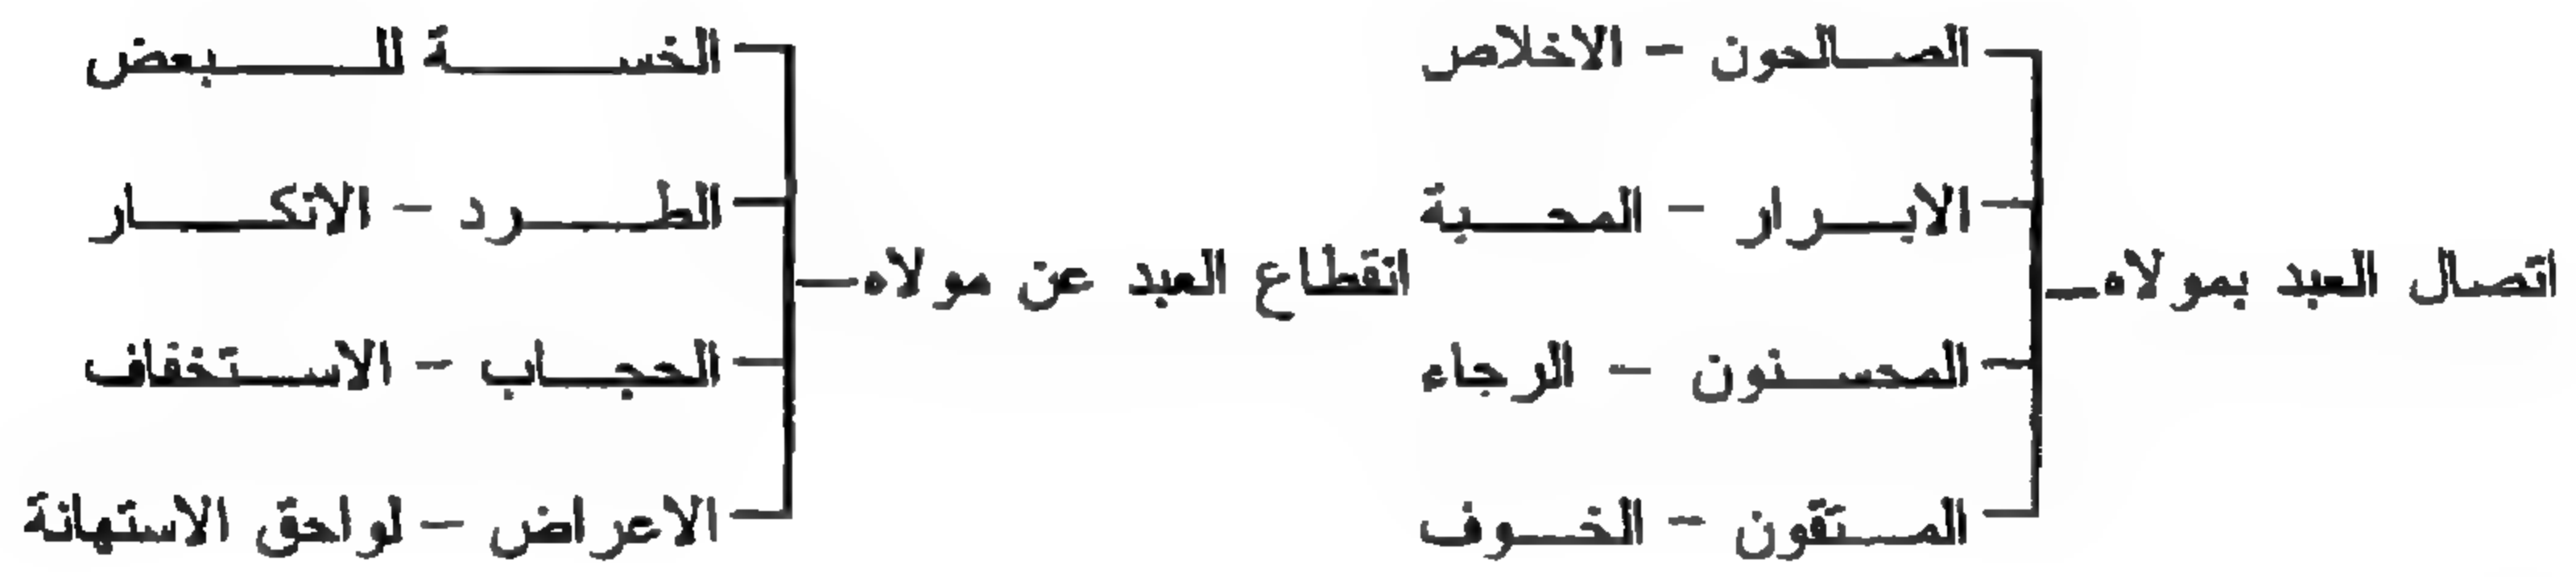 اتصال العبد بمولاه
الصالحون - الاخلاص
الابرار - المحبة
المحسنون - الرجاء
المتقون - الخوف
انقطاع العبد عن مولاه
الخسة للبعض
الطرد - الانكار
الحجاب - الاستخفاف
الاعراض - لواحق الاستهانة